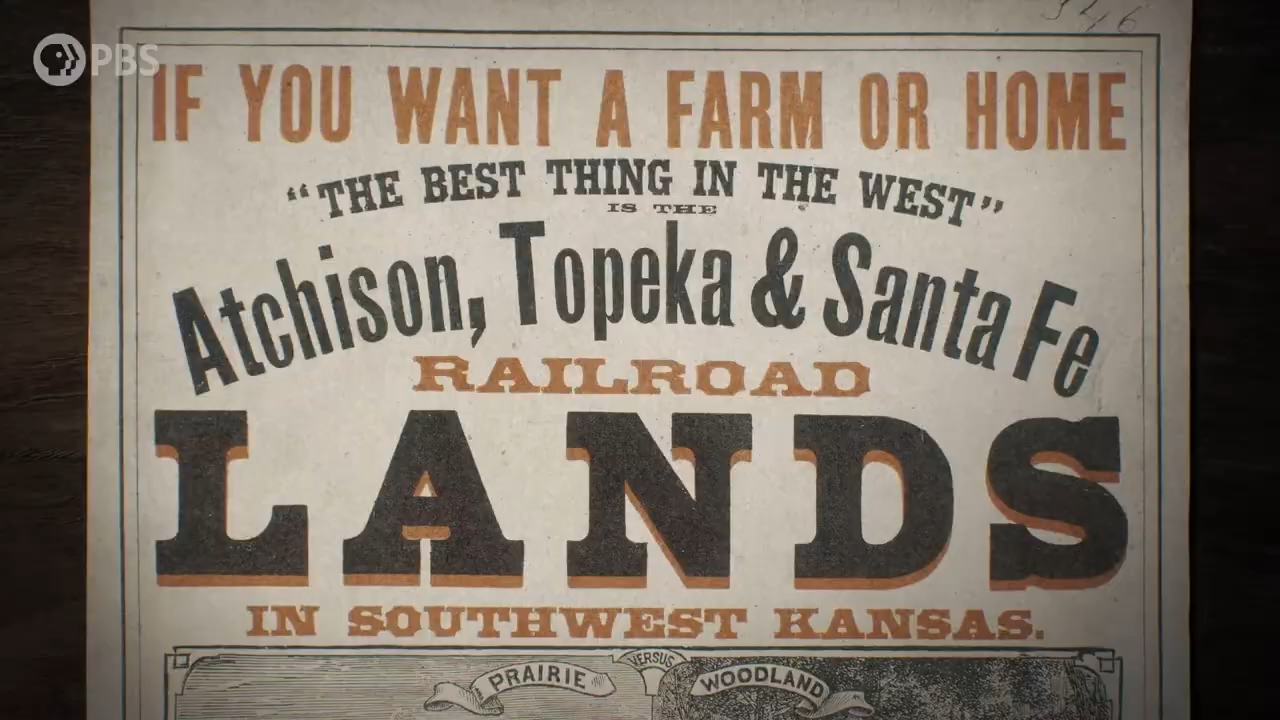 346
PBS
IF YOU WANT A FARM OR HOME
“THE BEST THING IN THE WEST”
IS THE
Atchison, Topeka & Santa Fe
RAILROAD
LANDS
IN SOUTHWEST KANSAS.
PRAIRIE VERSUS WOODLAND